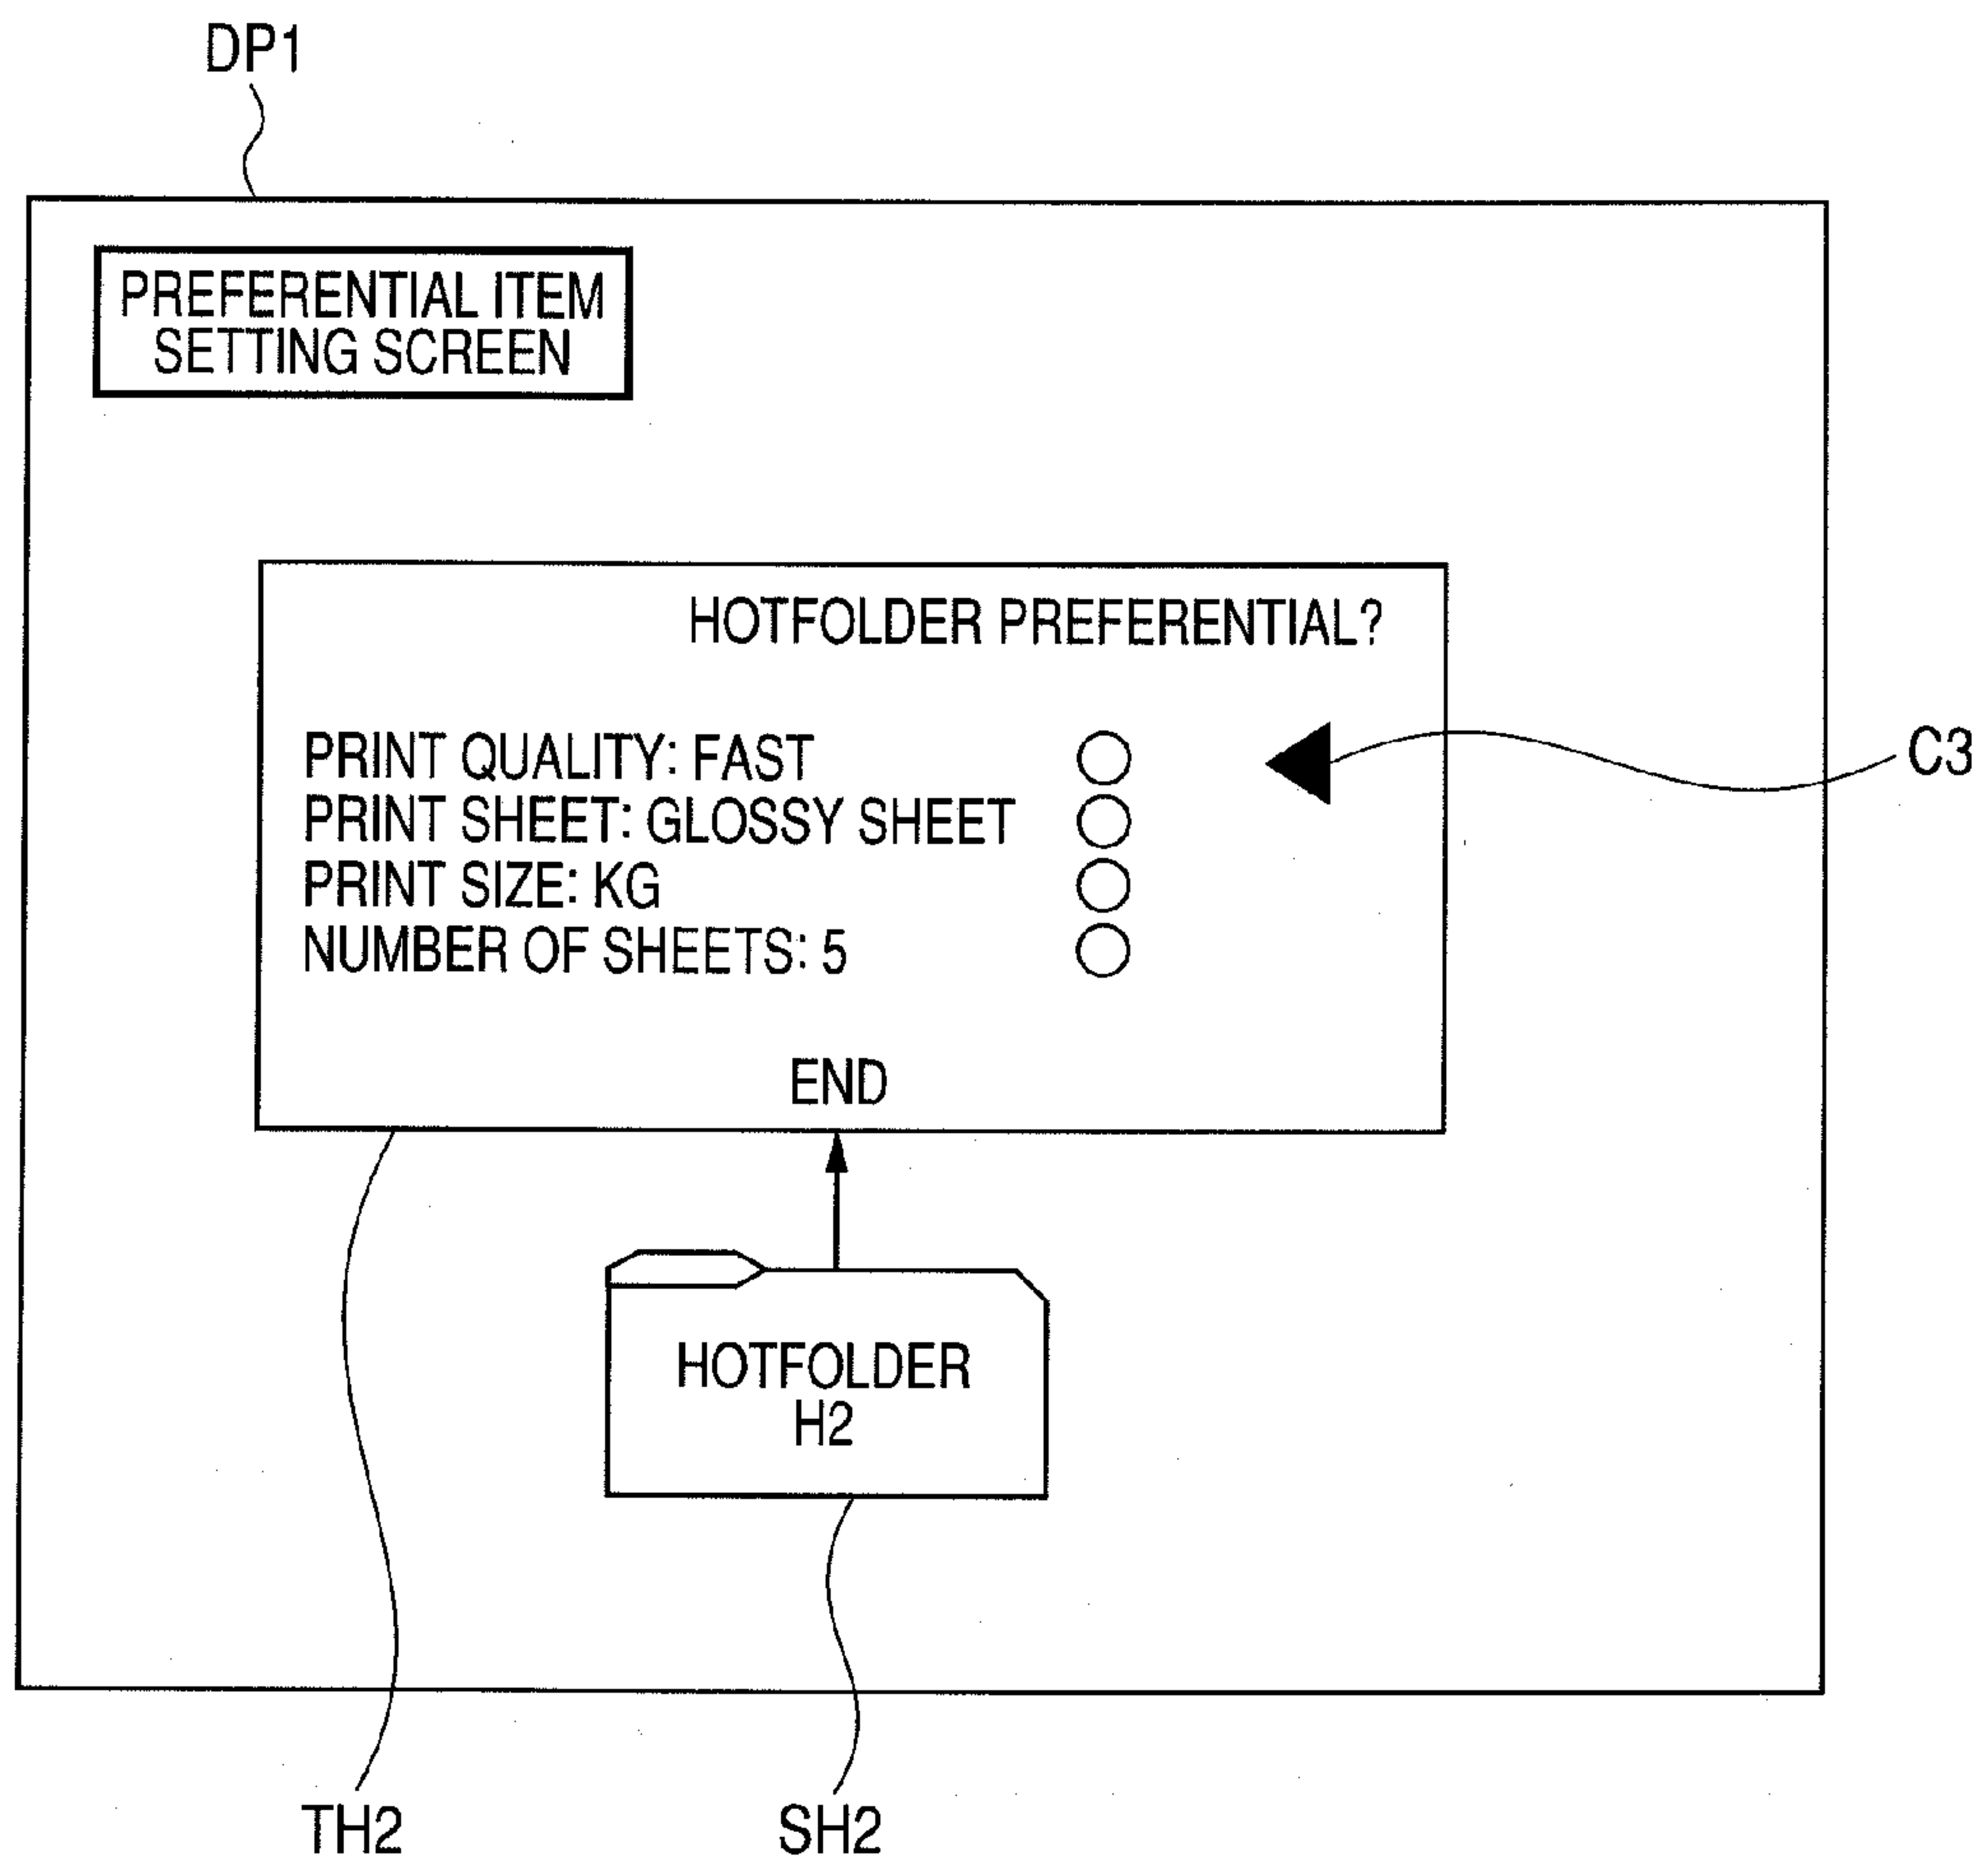 DP1
PREFERENTIAL ITEM
SETTING SCREEN
HOTFOLDER PREFERENTIAL?
PRINT QUALITY: FAST
C3
PRINT SHEET: GLOSSY SHEET
PRINT SIZE: KG
NUMBER OF SHEETS: 5
END
HOTFOLDER
H2
TH2
SH2